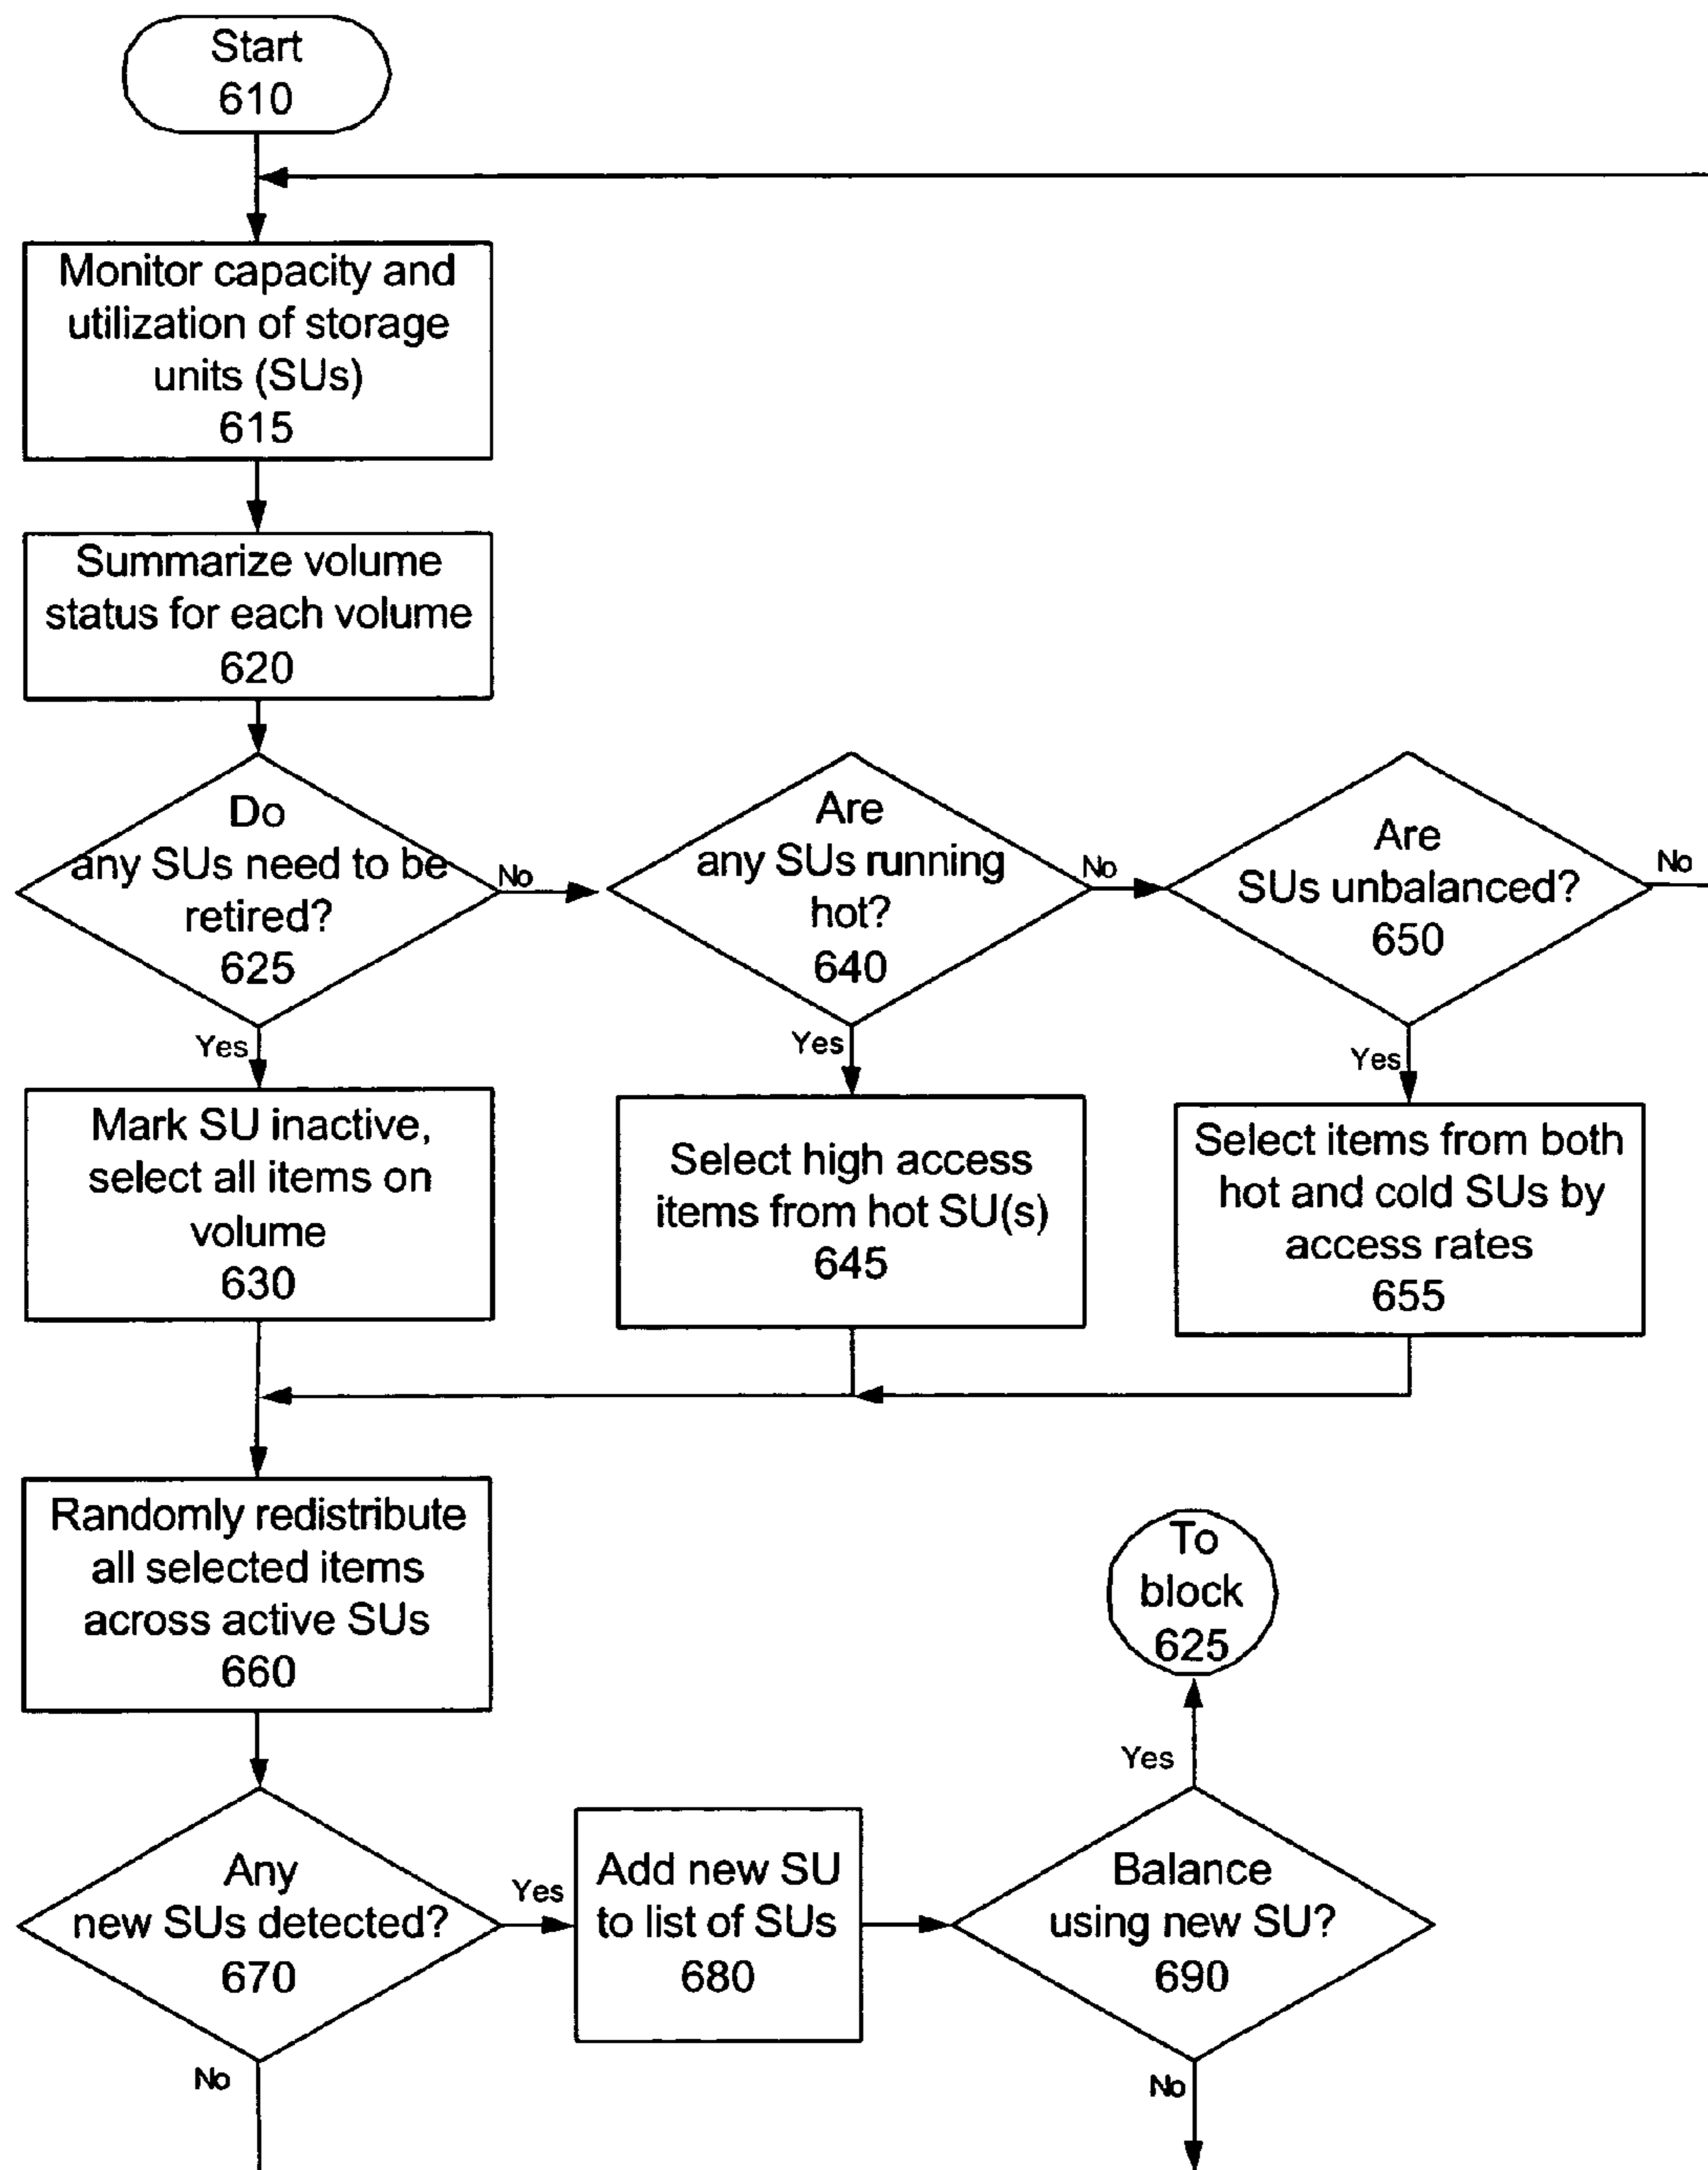 Start
610
Monitor capacity and
utilization of storage
units (SUs)
615
Summarize volume
status for each volume
620
Do
any SUs need to be
retired?
625
No
Yes
Are
any SUs running
hot?
640
No
Yes
Are
SUs unbalanced?
650
No
Yes
Mark SU inactive,
select all items on
volume
630
Select high access
items from hot SU(s)
645
Select items from both
hot and cold SUs by
access rates
655
Randomly redistribute
all selected items
across active SUs
660
To
block
625
Any
new SUs detected?
670
Yes
No
Add new SU
to list of SUs
680
Balance
using new SU?
690
Yes
No